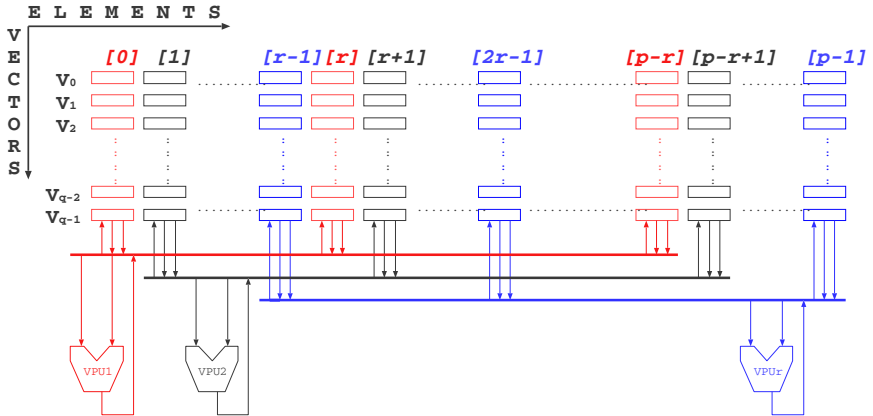 E L E M E N T S
V E C T O R S
[0] [1] [r-1] [r] [r+1] [2r-1] [p-r] [p-r+1] [p-1]
V0
V1
V2
Vq-2
Vq-1
VPU1 VPU2 VPUr